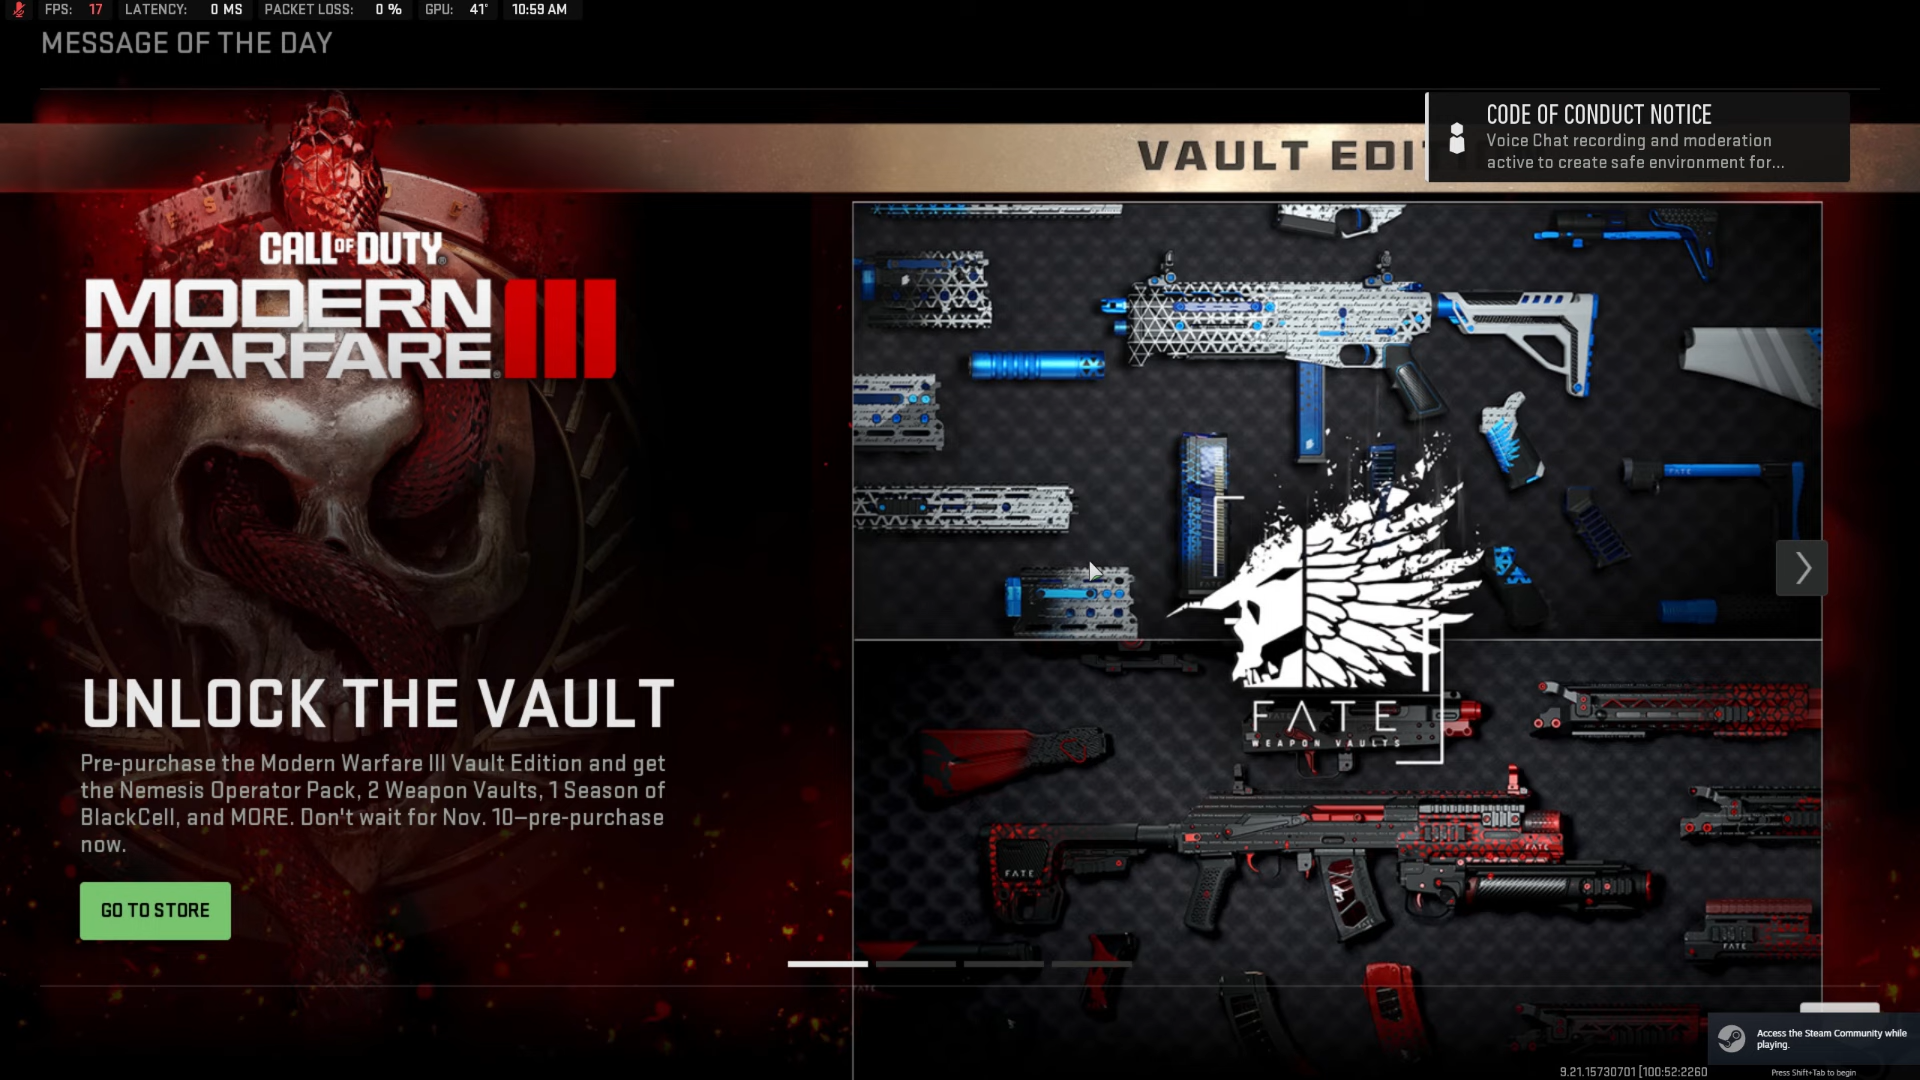 FPS: 17 LATENCY: 0 MS PACKET LOSS: 0 % GPU: 41° 10:59 AM
MESSAGE OF THE DAY
CODE OF CONDUCT NOTICE
Voice Chat recording and moderation
active to create safe environment for...
VAULT EDI
CALL OF DUTY
MODERN
WARFARE III
FATE
WEAPON VAULTS
UNLOCK THE VAULT
Pre-purchase the Modern Warfare III Vault Edition and get
the Nemesis Operator Pack, 2 Weapon Vaults, 1 Season of
BlackCell, and MORE. Don't wait for Nov. 10—pre-purchase
now.
FATE
FATE
FATE
GO TO STORE
Access the Steam Community while
playing.
9.21.15730701 [100:52:2260
Press Shift+Tab to begin